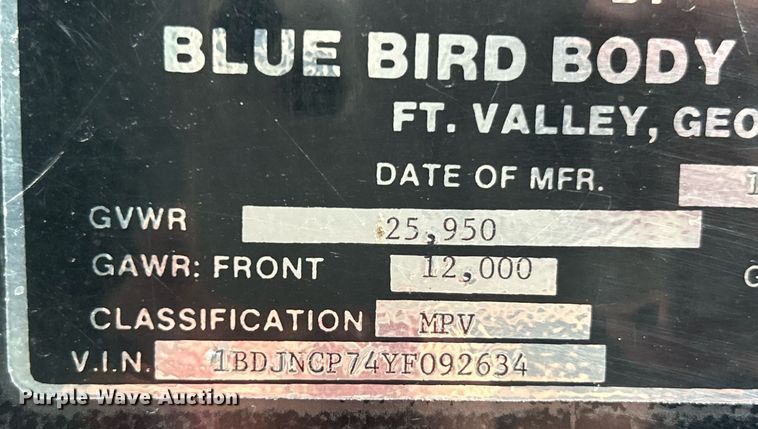 BLUE BIRD BODY
FT. VALLEY,
DATE OF MFR.
GVWR 25,950
GAWR: FRONT 12,000
CLASSIFICATION MPV
V.I.N. 1BDJNCP74YF092634
Purple Wave Auction